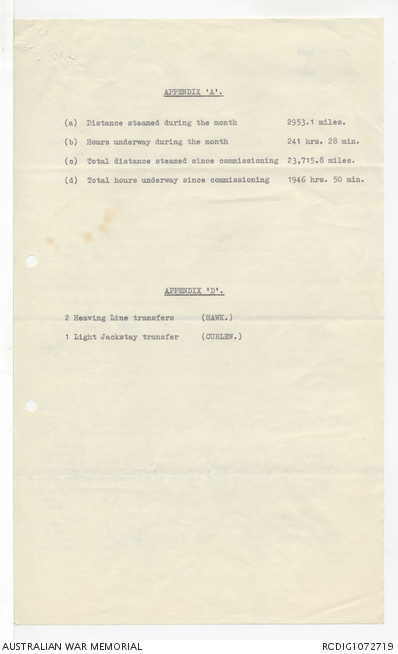 APPENDIX 'A'.
(a) Distance steamed during the month 2953.1 miles.
(b) Hours underway during the month 241 hrs. 28 min.
(c) Total distance steamed since commissioning 23,715.8 miles.
(d) Total hours underway since commissioning 1946 hrs. 50 min.
APPENDIX 'D'.
2 Heaving Line transfers (HAWK.)
1 Light Jackstay transfer (CURLEW.)
AUSTRALIAN WAR MEMORIAL RCDIG1072719